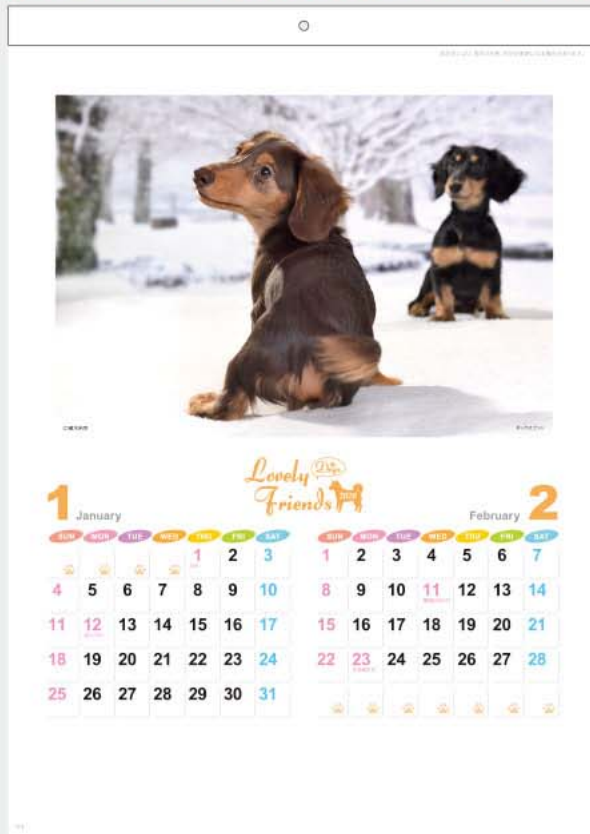 Lovely
Friends
1 January
SUN MON TUE WED THU FRI SAT
1 2 3
4 5 6 7 8 9 10
11 12 13 14 15 16 17
18 19 20 21 22 23 24
25 26 27 28 29 30 31
February 2
SUN MON TUE WED THU FRI SAT
1 2 3 4 5 6 7
8 9 10 11 12 13 14
15 16 17 18 19 20 21
22 23 24 25 26 27 28